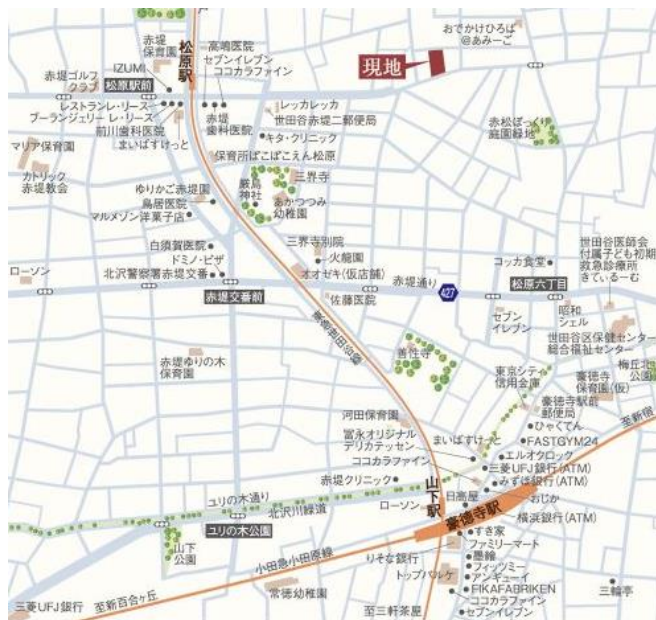 おでかけひろば
@あみーご
現地
高嶋医院
セブンイレブン
ココカラファイン
赤堤
保育園
松原駅
IZUMI
赤堤ゴルフ
クラブ
松原駅前
レストランレ・リース
ブーランジェリー レ・リース
前川歯科医院
まいばすけっと
赤堤
歯科医院
レッカレッカ
世田谷赤堤二郵便局
キタ・クリニック
保育所ぱこぱこえん松原
赤松ぼっくり
庭園緑地
マリア保育園
カトリック
赤堤教会
三界寺
厳島
神社
あかつつみ
幼稚園
ゆりかご赤堤園
鳥居医院
マルメゾン洋菓子店
白須賀医院
ドミノ・ピザ
北沢警察署赤堤交番
三界寺別院
火龍園
オオゼキ(仮店舗)
ローソン
赤堤交番前
佐藤医院
赤堤通り
427
コッカ食堂
松原六丁目
世田谷医師会
付属子ども初期
救急診療所
きているーむ
セブン
イレブン
昭和
シェル
世田谷区保健センター
総合福祉センター
東急世田谷線
善性寺
赤堤ゆりの木
保育園
東京シティ
信用金庫
梅丘北
公園
豪徳寺
保育園(仮)
豪徳寺駅前
郵便局
至新宿
ひゃくてん
FASTGYM24
エルオクロック
三菱UFJ銀行(ATM)
みずほ銀行(ATM)
おじか
横浜銀行(ATM)
河田保育園
冨永オリジナル
デリカテッセン
まいばすけっと
ココカラファイン
赤堤クリニック
山下駅
ローソン
日高屋
豪徳寺駅
ユリの木通り
北沢川緑道
ユリの木公園
山下
公園
小田急小田原線
りそな銀行
トップパルケ
すき家
ファミリーマート
墨繪
フィッツミー
アンキューイ
FIKAFABRIKEN
ココカラファイン
セブンイレブン
三輪亭
常徳幼稚園
三菱UFJ銀行
至新百合ヶ丘
至三軒茶屋